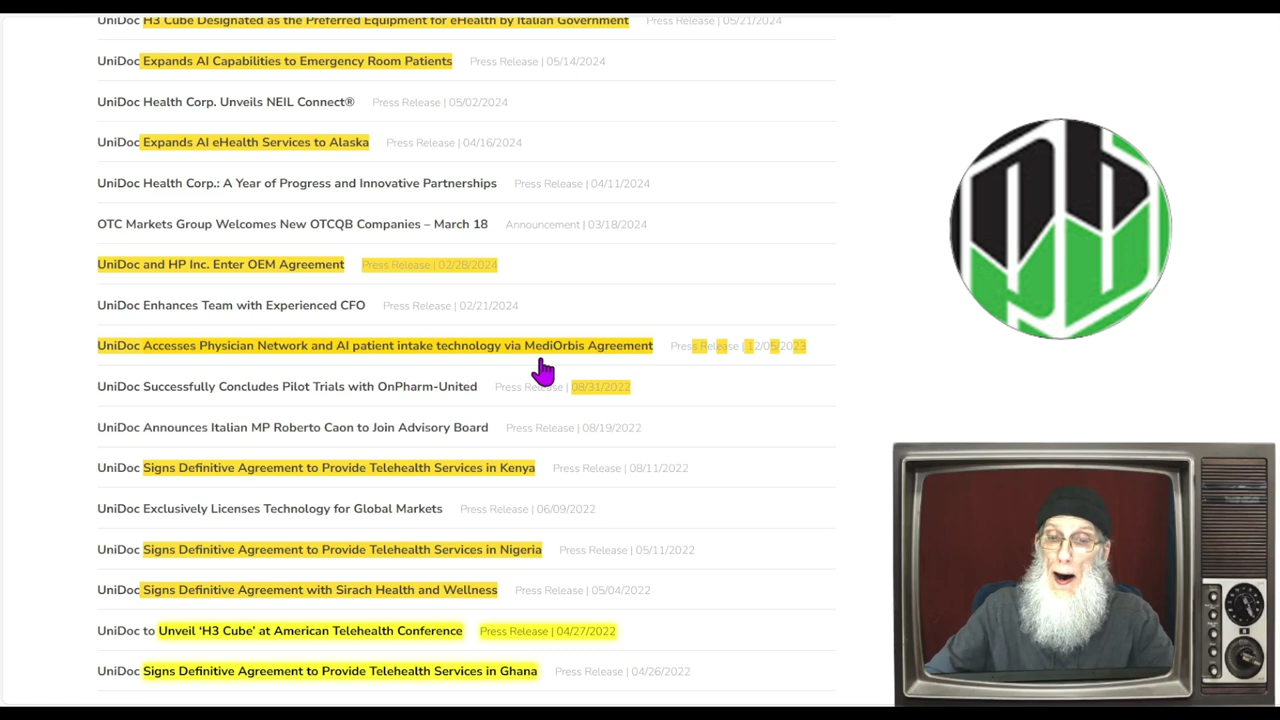 UniDoc H3 Cube Designated as the Preferred Equipment for eHealth by Italian Government Press Release | 05/21/2024
UniDoc Expands AI Capabilities to Emergency Room Patients Press Release | 05/14/2024
UniDoc Health Corp. Unveils NEIL Connect® Press Release | 05/02/2024
UniDoc Expands AI eHealth Services to Alaska Press Release | 04/16/2024
UniDoc Health Corp.: A Year of Progress and Innovative Partnerships Press Release | 04/11/2024
OTC Markets Group Welcomes New OTCQB Companies – March 18 Announcement | 03/18/2024
UniDoc and HP Inc. Enter OEM Agreement Press Release | 02/28/2024
UniDoc Enhances Team with Experienced CFO Press Release | 02/21/2024
UniDoc Accesses Physician Network and AI patient intake technology via MediOrbis Agreement Press Release | 12/05/2023
UniDoc Successfully Concludes Pilot Trials with OnPharm-United Press Release | 08/31/2022
UniDoc Announces Italian MP Roberto Caon to Join Advisory Board Press Release | 08/19/2022
UniDoc Signs Definitive Agreement to Provide Telehealth Services in Kenya Press Release | 08/11/2022
UniDoc Exclusively Licenses Technology for Global Markets Press Release | 06/09/2022
UniDoc Signs Definitive Agreement to Provide Telehealth Services in Nigeria Press Release | 05/11/2022
UniDoc Signs Definitive Agreement with Sirach Health and Wellness Press Release | 05/04/2022
UniDoc to Unveil ‘H3 Cube’ at American Telehealth Conference Press Release | 04/27/2022
UniDoc Signs Definitive Agreement to Provide Telehealth Services in Ghana Press Release | 04/26/2022